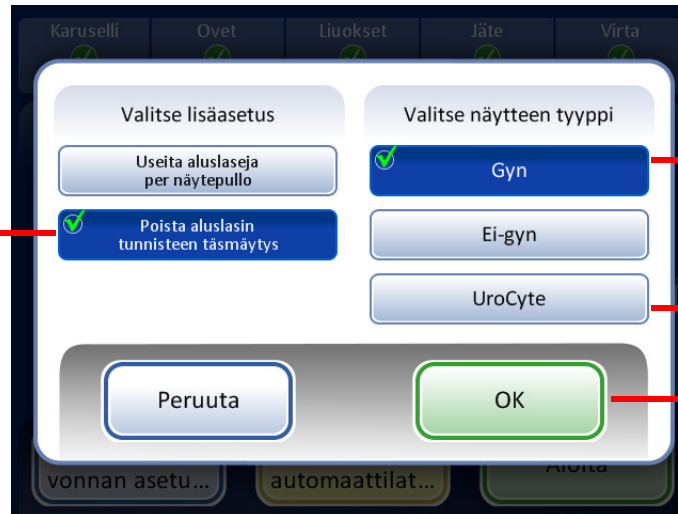 Karuselli Ovet Liuokset Jäte Virta
Valitse lisäasetus
Useita aluslaseja
per näytepullo
Poista aluslasin
tunnisteen täsmäytys
Valitse näytteen tyyppi
Gyn
Ei-gyn
UroCyte
Peruuta
OK
vonnan asetu...
automaattilat...
Aloita